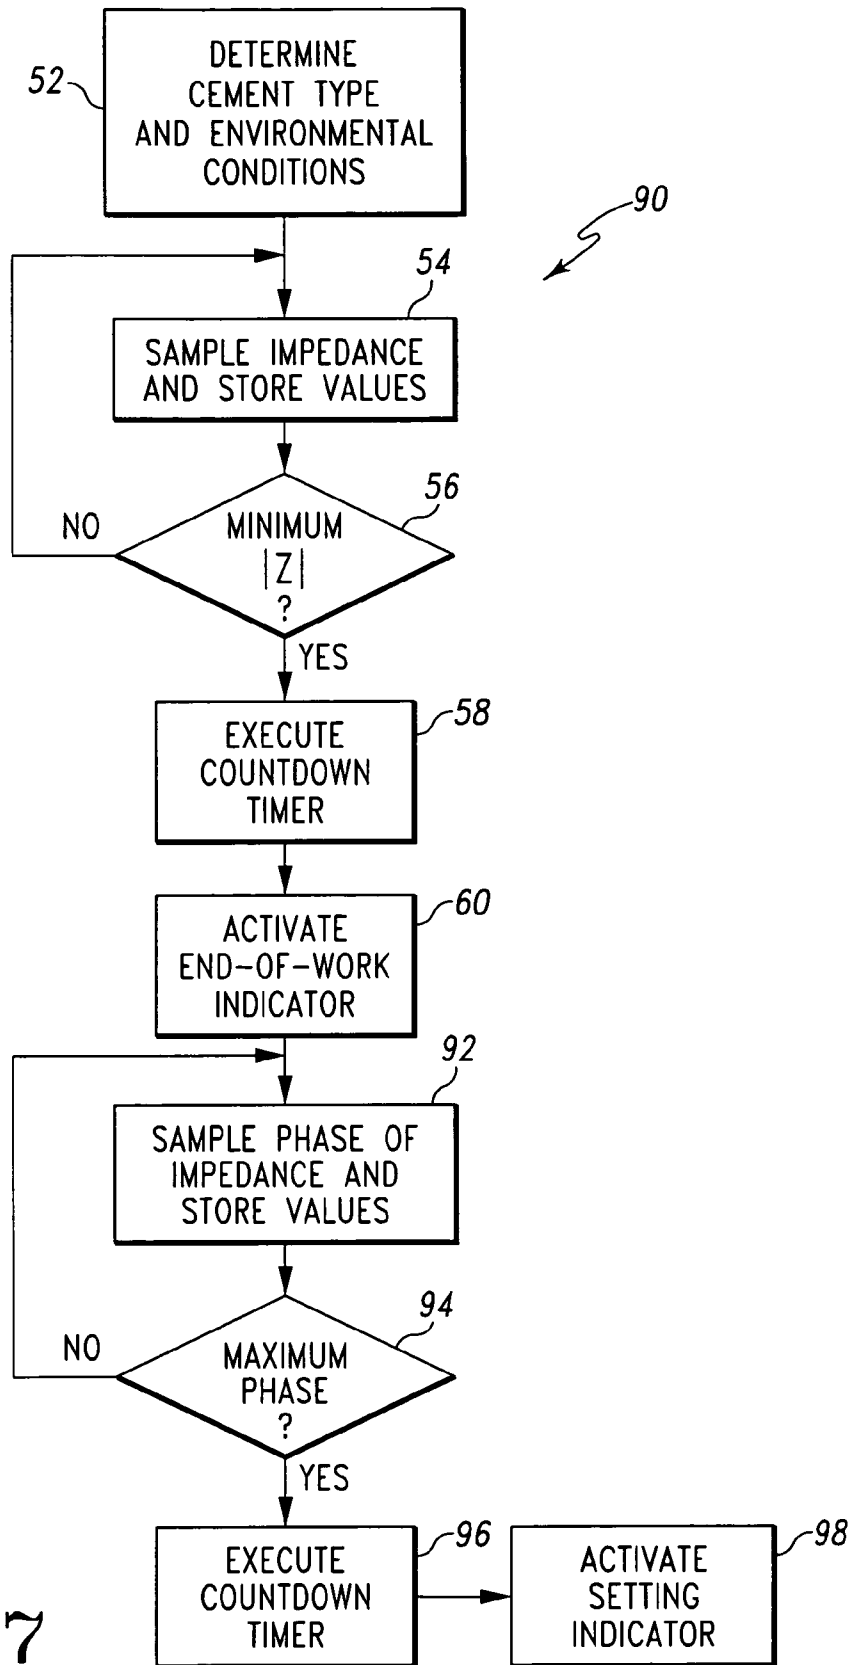 52
DETERMINE
CEMENT TYPE
AND ENVIRONMENTAL
CONDITIONS
90
54
SAMPLE IMPEDANCE
AND STORE VALUES
56
NO
MINIMUM
|Z|
?
YES
58
EXECUTE
COUNTDOWN
TIMER
60
ACTIVATE
END-OF-WORK
INDICATOR
92
SAMPLE PHASE OF
IMPEDANCE AND
STORE VALUES
94
NO
MAXIMUM
PHASE
?
YES
96
EXECUTE
COUNTDOWN
TIMER
98
ACTIVATE
SETTING
INDICATOR
7